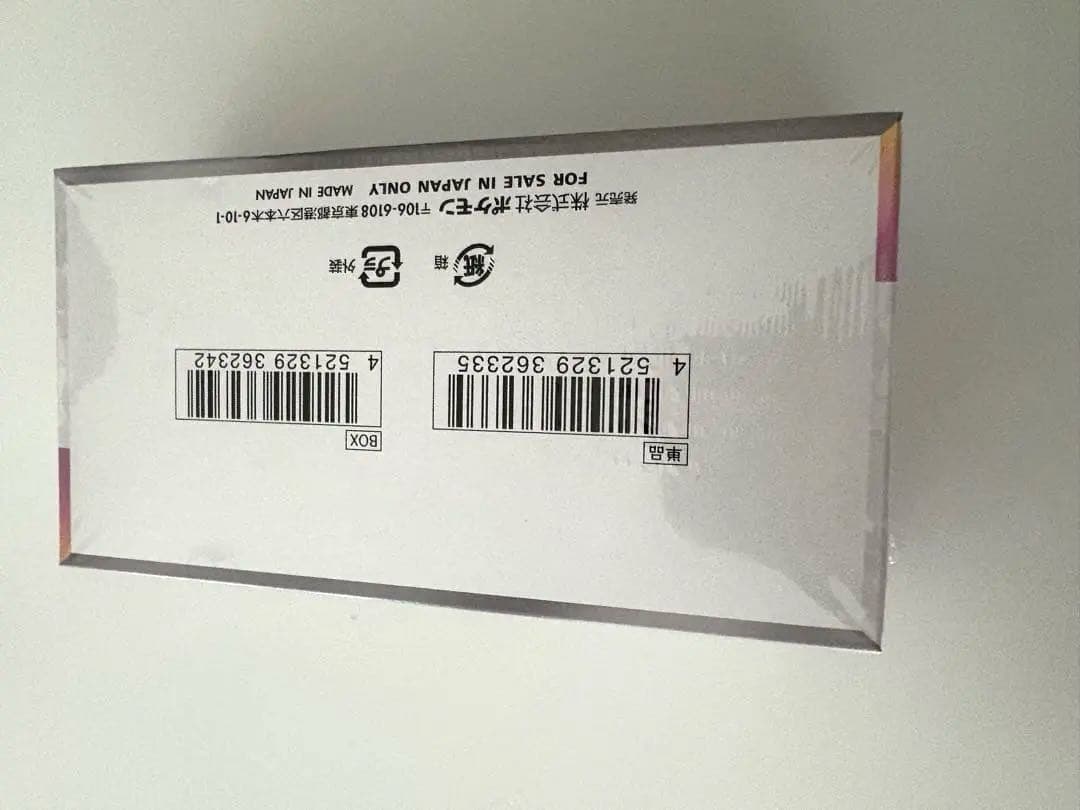 単品
4 521329 362335
BOX
4 521329 362342
紙 箱 プラ 外装
発売元 株式会社ポケモン 〒106-6108 東京都港区六本木6-10-1
FOR SALE IN JAPAN ONLY MADE IN JAPAN